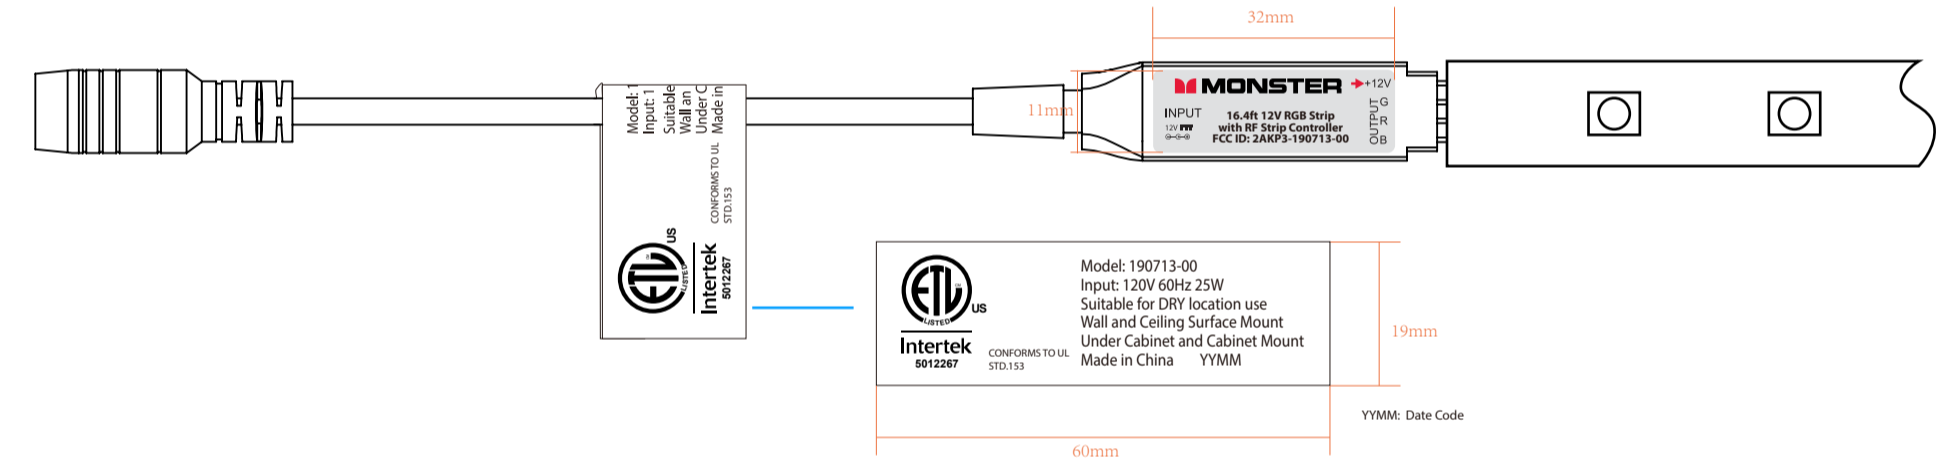 32mm
11mm
MONSTER
+12V
INPUT
12V
16.4ft 12V RGB Strip
with RF Strip Controller
FCC ID: 2AKP3-190713-00
OUTPUT
G
R
B
Model: 1
Input: 1
Suitable
Wall an
Under C
Made in
CONFORMS TO UL
STD.153
ETL
LISTED
US
Intertek
5012267
ETL
LISTED
US
Intertek
5012267
CONFORMS TO UL
STD.153
Model: 190713-00
Input: 120V 60Hz 25W
Suitable for DRY location use
Wall and Ceiling Surface Mount
Under Cabinet and Cabinet Mount
Made in China YYMM
19mm
YYMM: Date Code
60mm